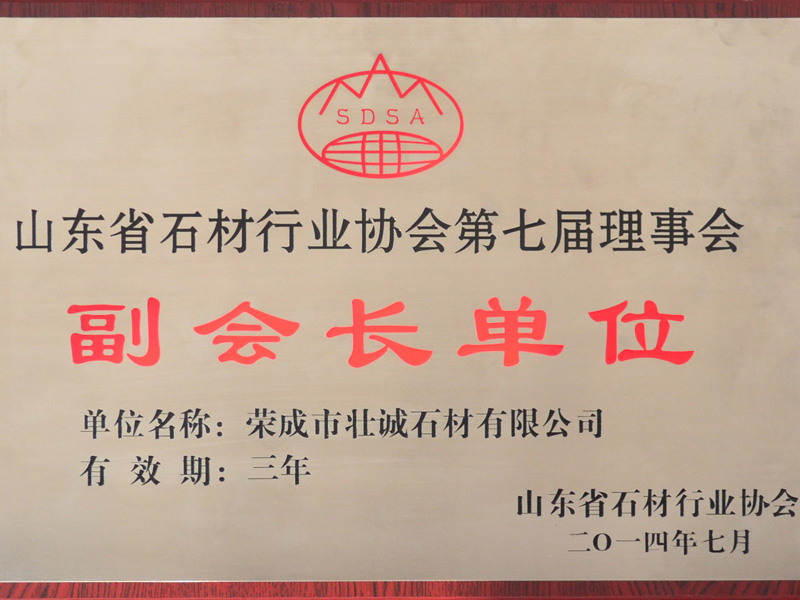 SDSA
山东省石材行业协会第七届理事会
副会长单位
单位名称：荣成市壮诚石材有限公司
有效期：三年
山东省石材行业协会
二〇一四年七月